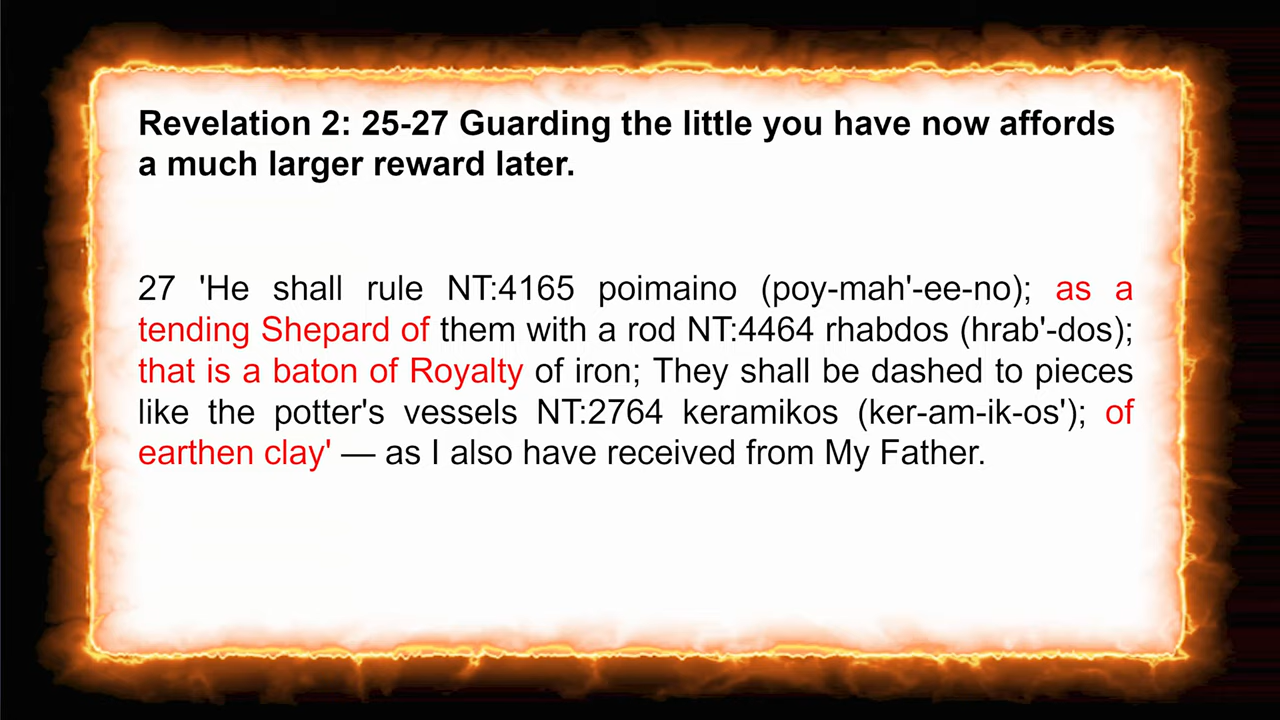 Revelation 2: 25-27 Guarding the little you have now affords
a much larger reward later.
27 'He shall rule NT:4165 poimaino (poy-mah'-ee-no); as a
tending Shepard of them with a rod NT:4464 rhabdos (hrab'-dos);
that is a baton of Royalty of iron; They shall be dashed to pieces
like the potter's vessels NT:2764 keramikos (ker-am-ik-os'); of
earthen clay' — as I also have received from My Father.